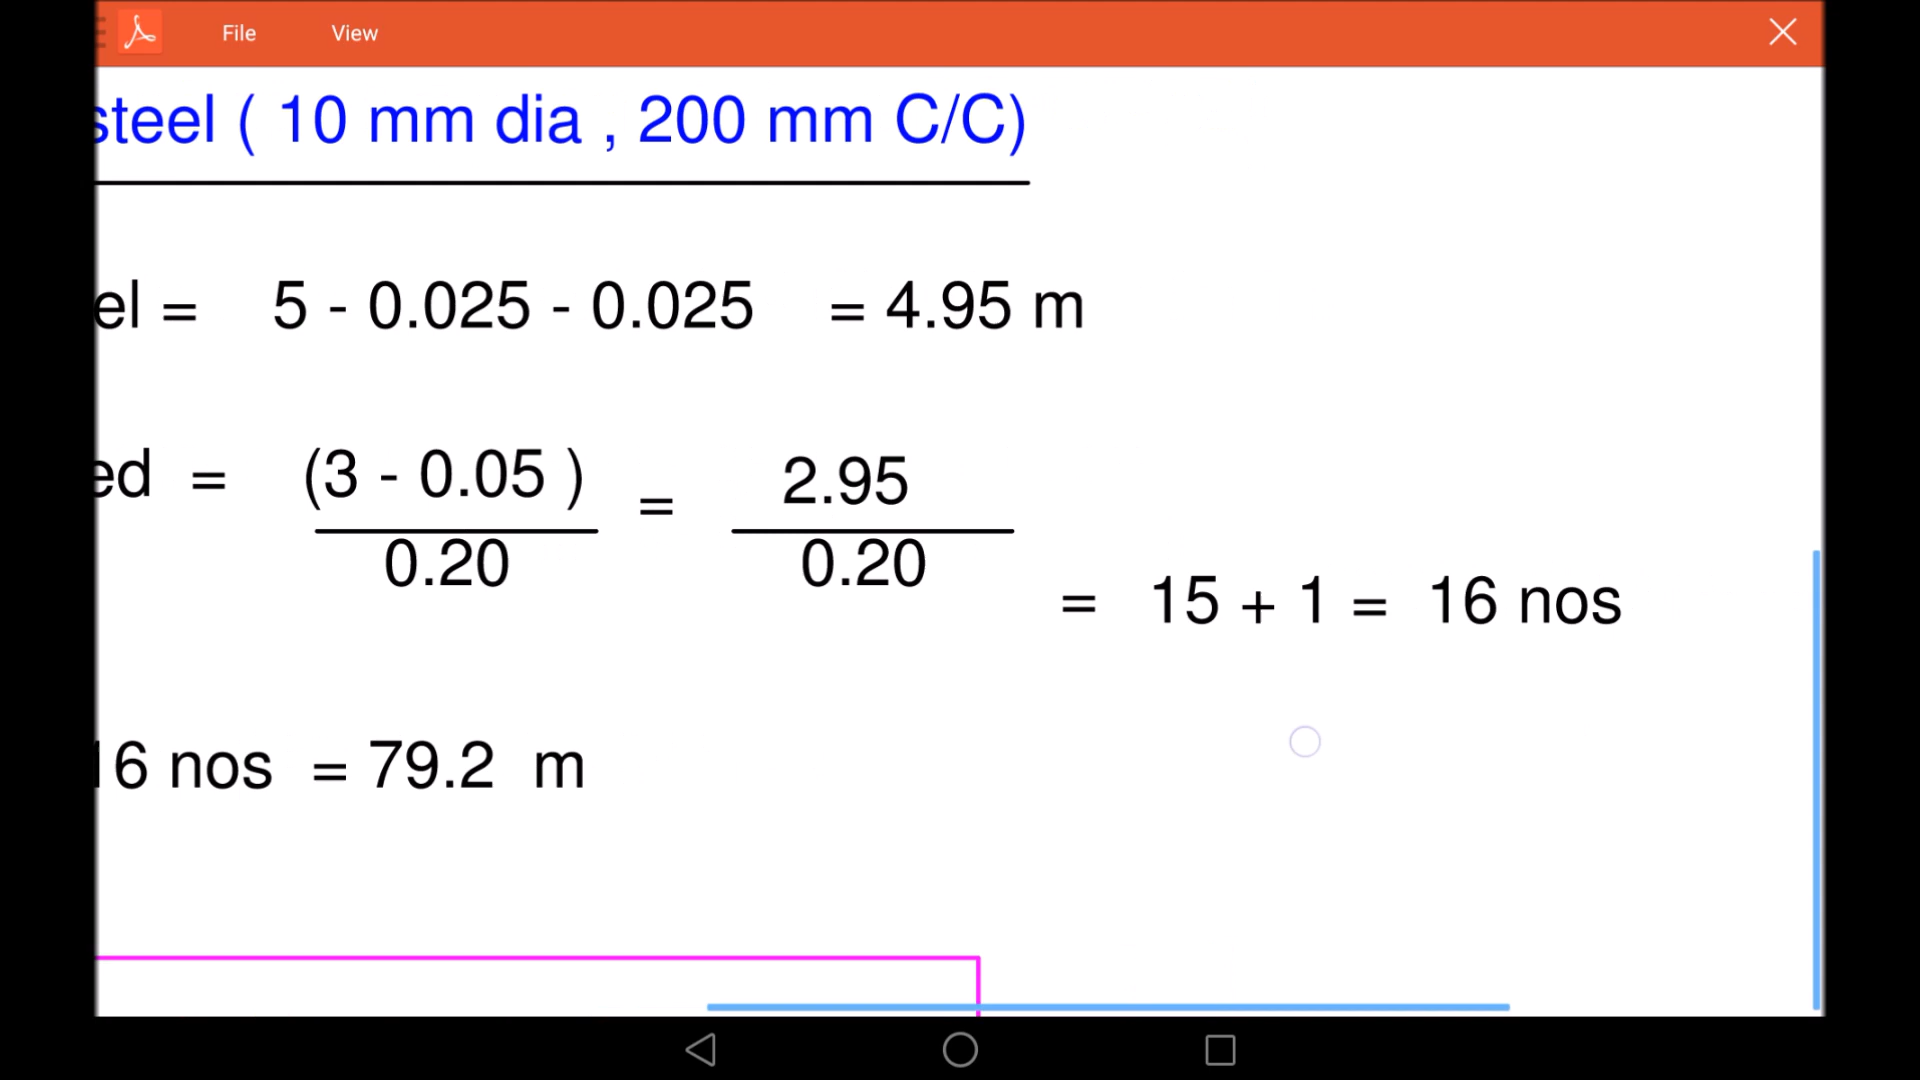 File View
steel ( 10 mm dia , 200 mm C/C)
el = 5 - 0.025 - 0.025 = 4.95 m
ed = (3 - 0.05 ) = 2.95
0.20 0.20
= 15 + 1 = 16 nos
16 nos = 79.2 m